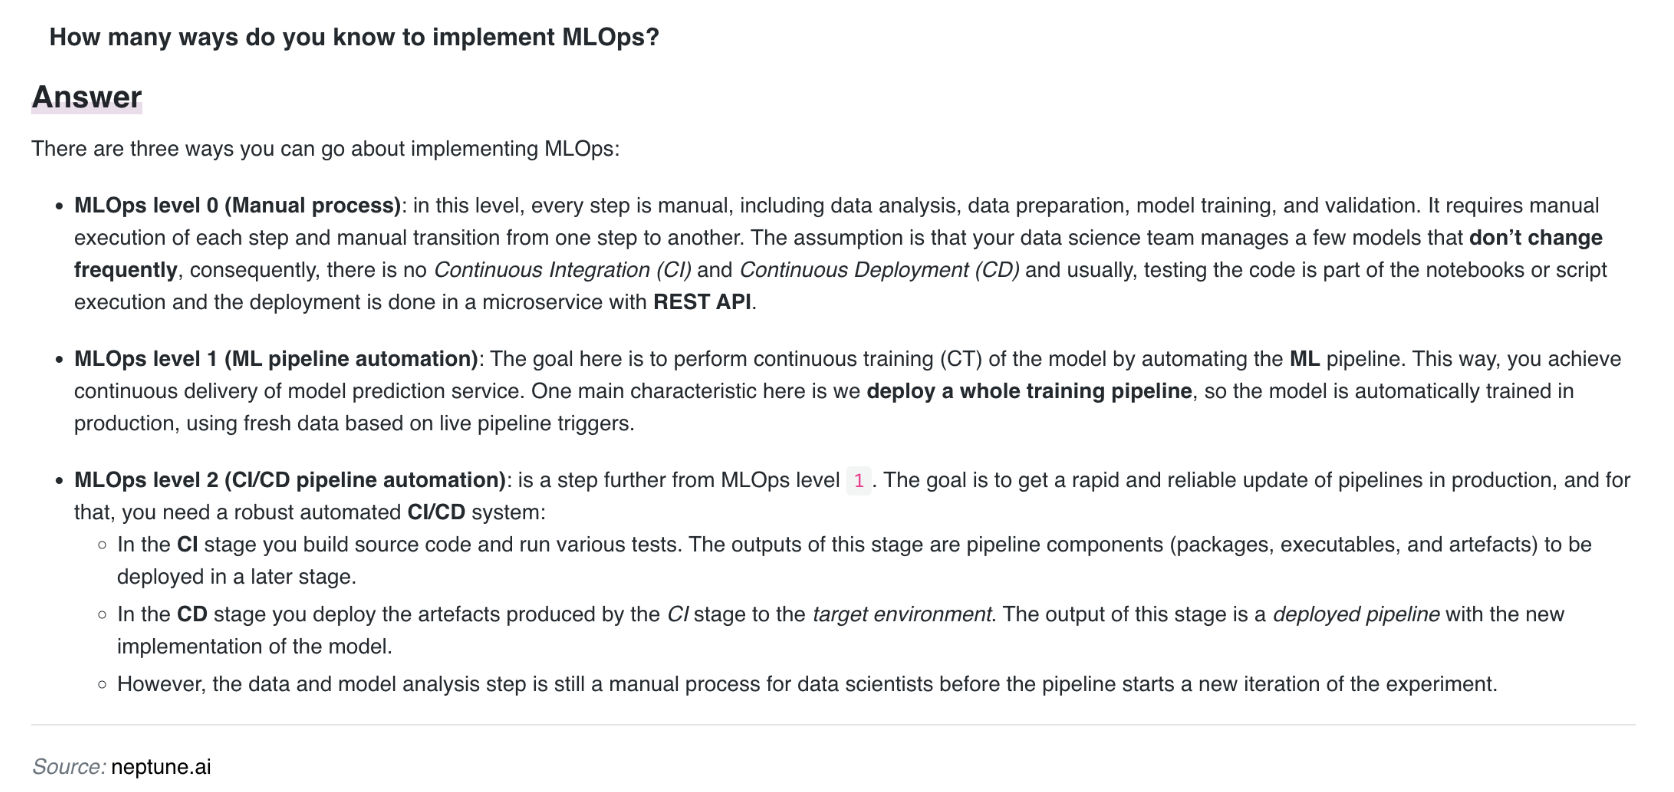 How many ways do you know to implement MLOps?
Answer
There are three ways you can go about implementing MLOps:
• MLOps level 0 (Manual process): in this level, every step is manual, including data analysis, data preparation, model training, and validation. It requires manual
execution of each step and manual transition from one step to another. The assumption is that your data science team manages a few models that don’t change
frequently, consequently, there is no Continuous Integration (CI) and Continuous Deployment (CD) and usually, testing the code is part of the notebooks or script
execution and the deployment is done in a microservice with REST API.
• MLOps level 1 (ML pipeline automation): The goal here is to perform continuous training (CT) of the model by automating the ML pipeline. This way, you achieve
continuous delivery of model prediction service. One main characteristic here is we deploy a whole training pipeline, so the model is automatically trained in
production, using fresh data based on live pipeline triggers.
• MLOps level 2 (CI/CD pipeline automation): is a step further from MLOps level 1. The goal is to get a rapid and reliable update of pipelines in production, and for
that, you need a robust automated CI/CD system:
◦ In the CI stage you build source code and run various tests. The outputs of this stage are pipeline components (packages, executables, and artefacts) to be
deployed in a later stage.
◦ In the CD stage you deploy the artefacts produced by the CI stage to the target environment. The output of this stage is a deployed pipeline with the new
implementation of the model.
◦ However, the data and model analysis step is still a manual process for data scientists before the pipeline starts a new iteration of the experiment.
Source: neptune.ai